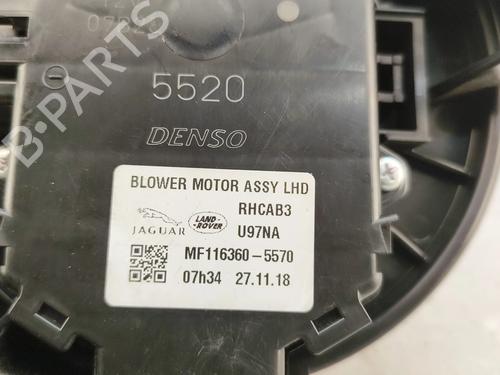 5520
DENSO
BLOWER MOTOR ASSY LHD
RHCAB3
JAGUAR
LAND-
ROVER
U97NA
MF116360-5570
07h34 27.11.18
B-PARTS